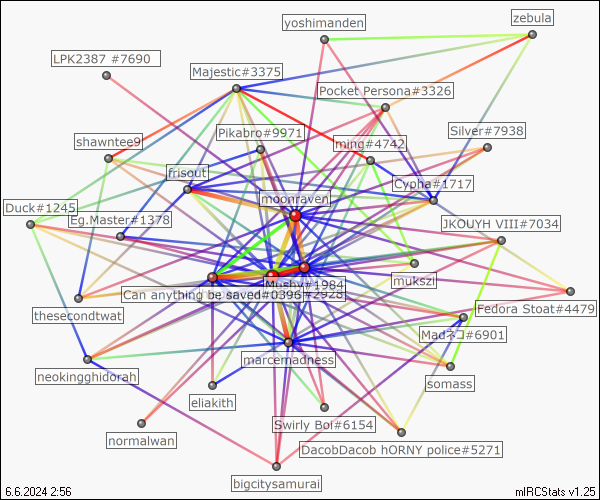 yoshimanden
zebula
LPK2387 #7690
Majestic#3375
Pocket Persona#3326
Pikabro#9971
Silver#7938
shawntee9
ming#4742
frisout
Cypha#1717
moonraven
Duck#1245
Eg.Master#1378
JKOUYH VIII#7034
mukszi
Mushy#1984
Can anything be saved#0396
#2928
thesecondtwat
Fedora Stoat#4479
Madネコ#6901
marcemadness
neokingghidorah
somass
eliakith
Swirly Boi#6154
normalwan
DacobDacob hORNY police#5271
bigcitysamurai
6.6.2024 2:56
mIRCStats v1.25